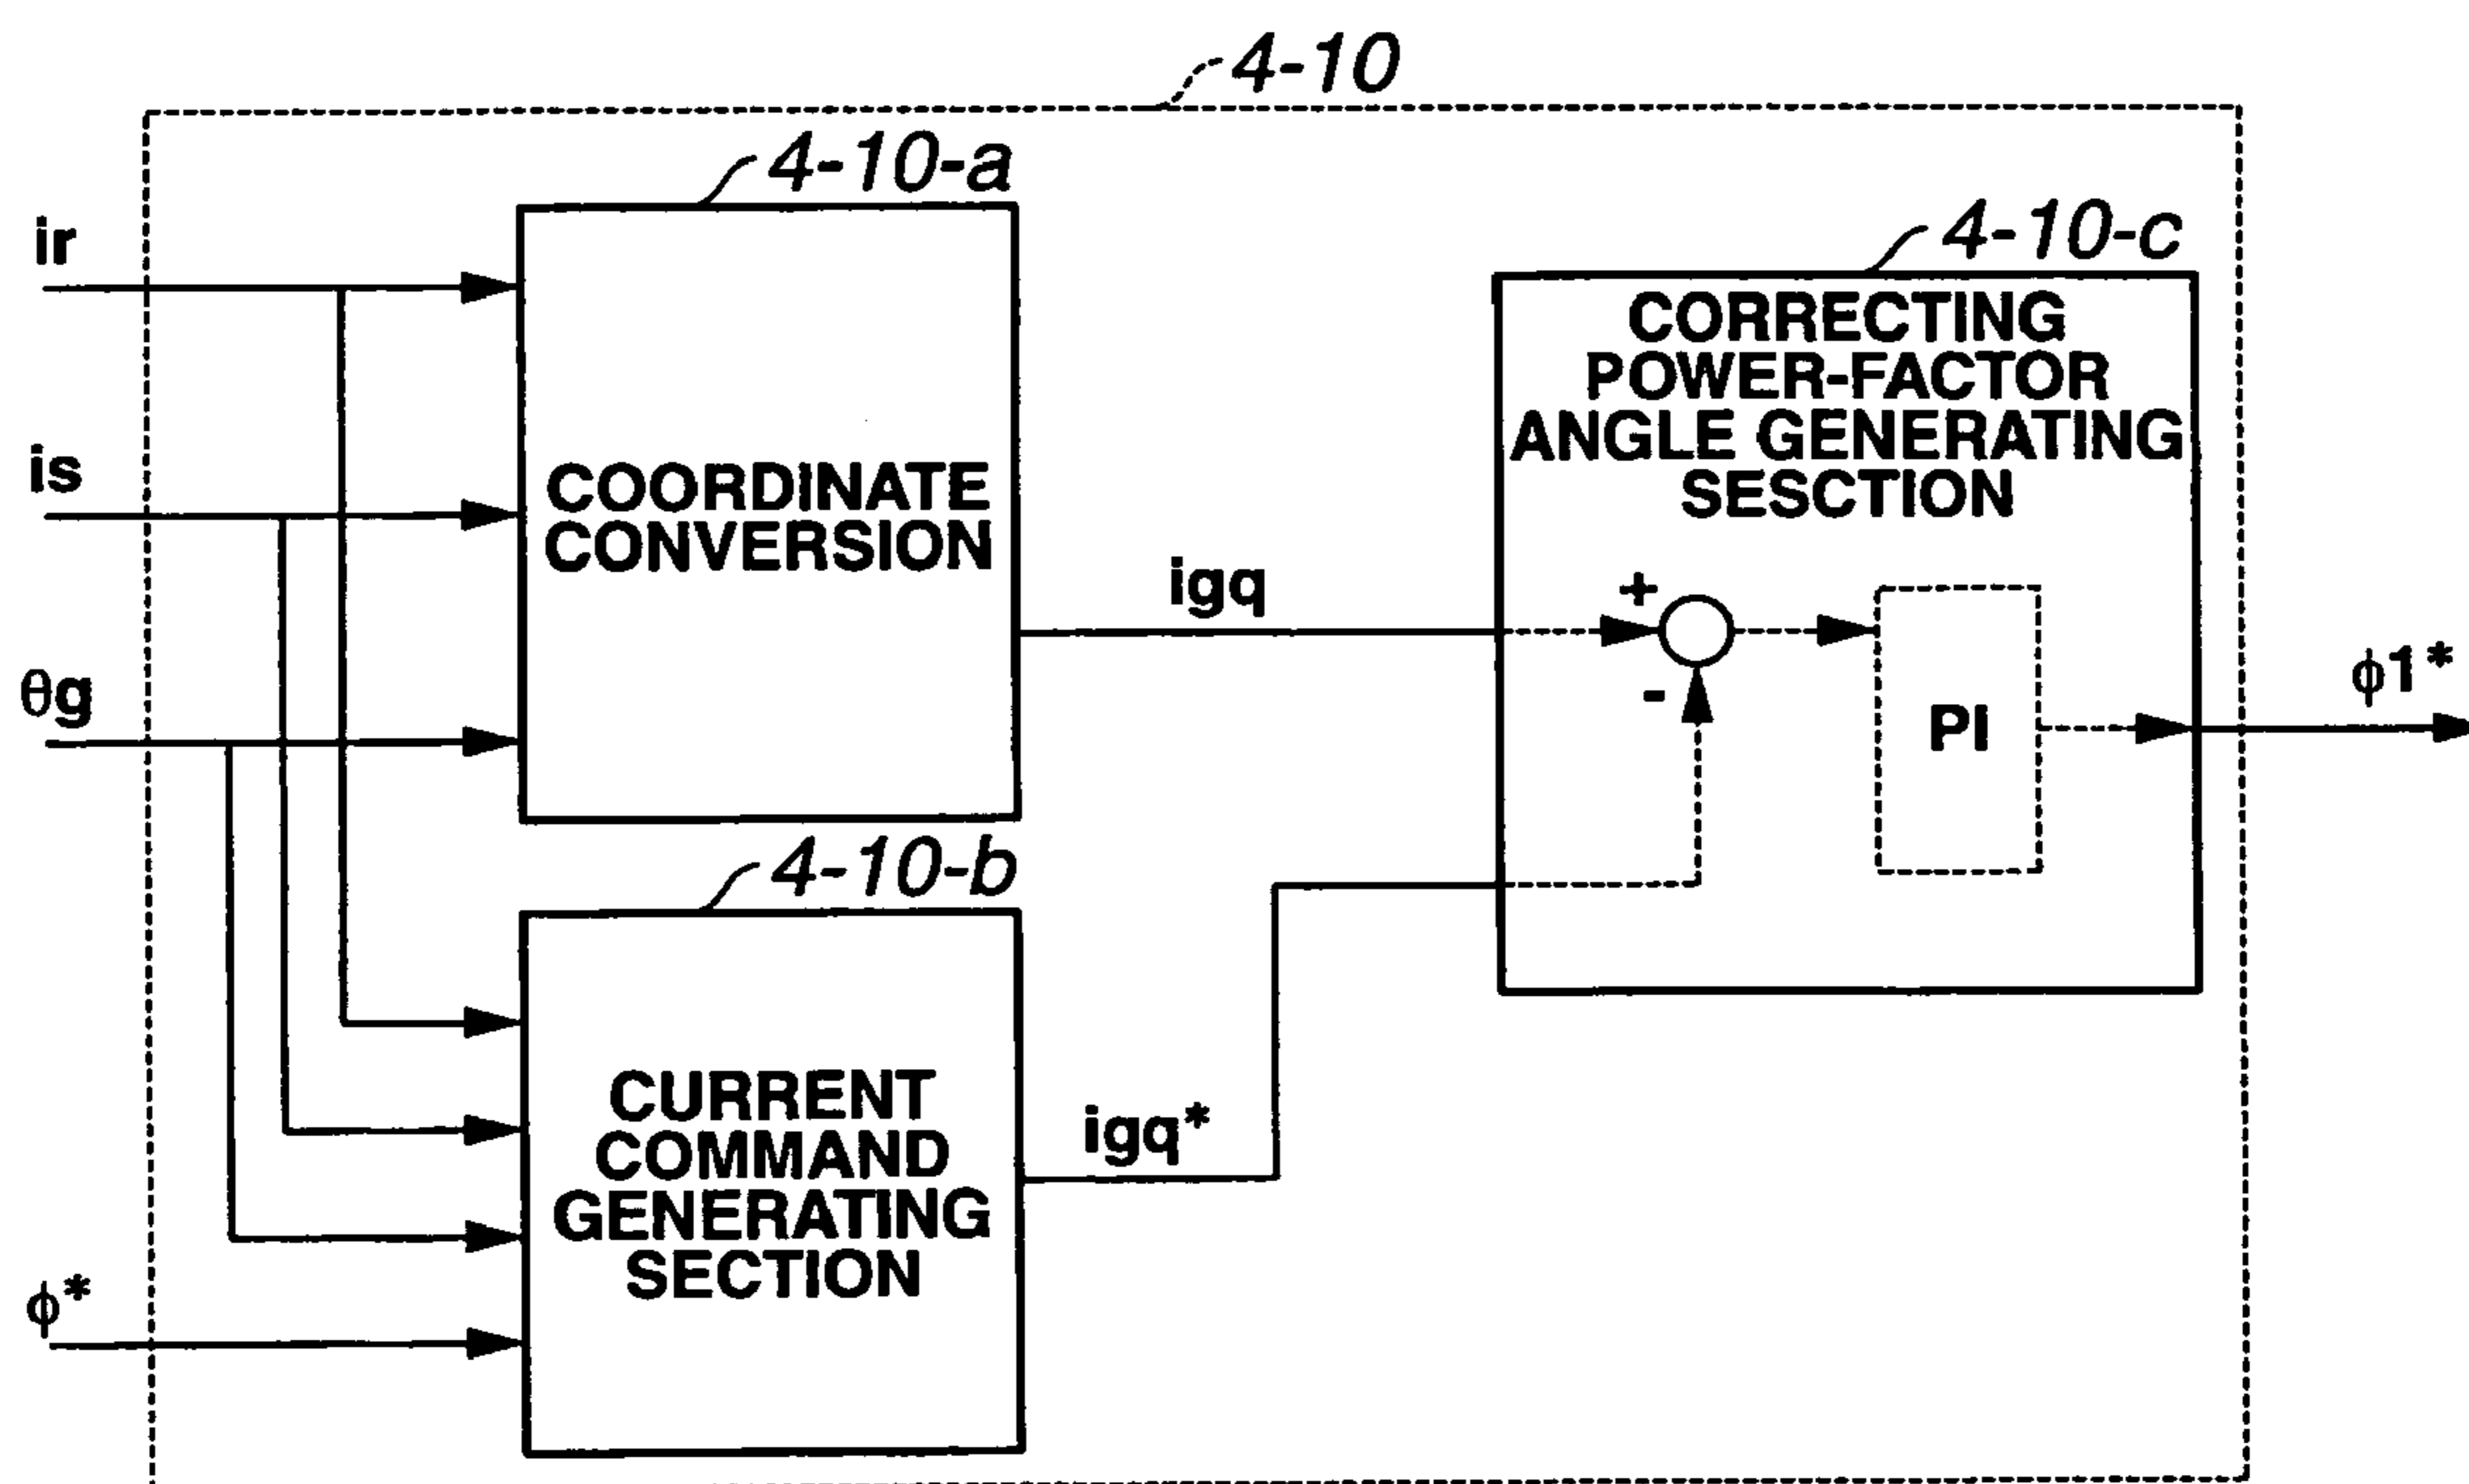 4-10
4-10-a
4-10-c
ir
CORRECTING
POWER-FACTOR
ANGLE GENERATING
SESCTION
is
COORDINATE
CONVERSION
igq
+
-
θg
PI
ϕ1*
4-10-b
CURRENT
COMMAND
GENERATING
SECTION
igq*
ϕ*